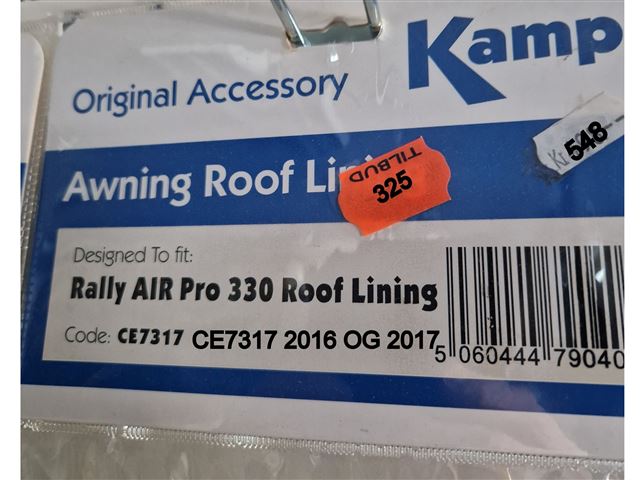 Original Accessory
Kamp
Kr 548
TILBUD
325
Awning Roof Li
Designed To fit:
Rally AIR Pro 330 Roof Lining
Code: CE7317 CE7317 2016 OG 2017
5 060444 79040